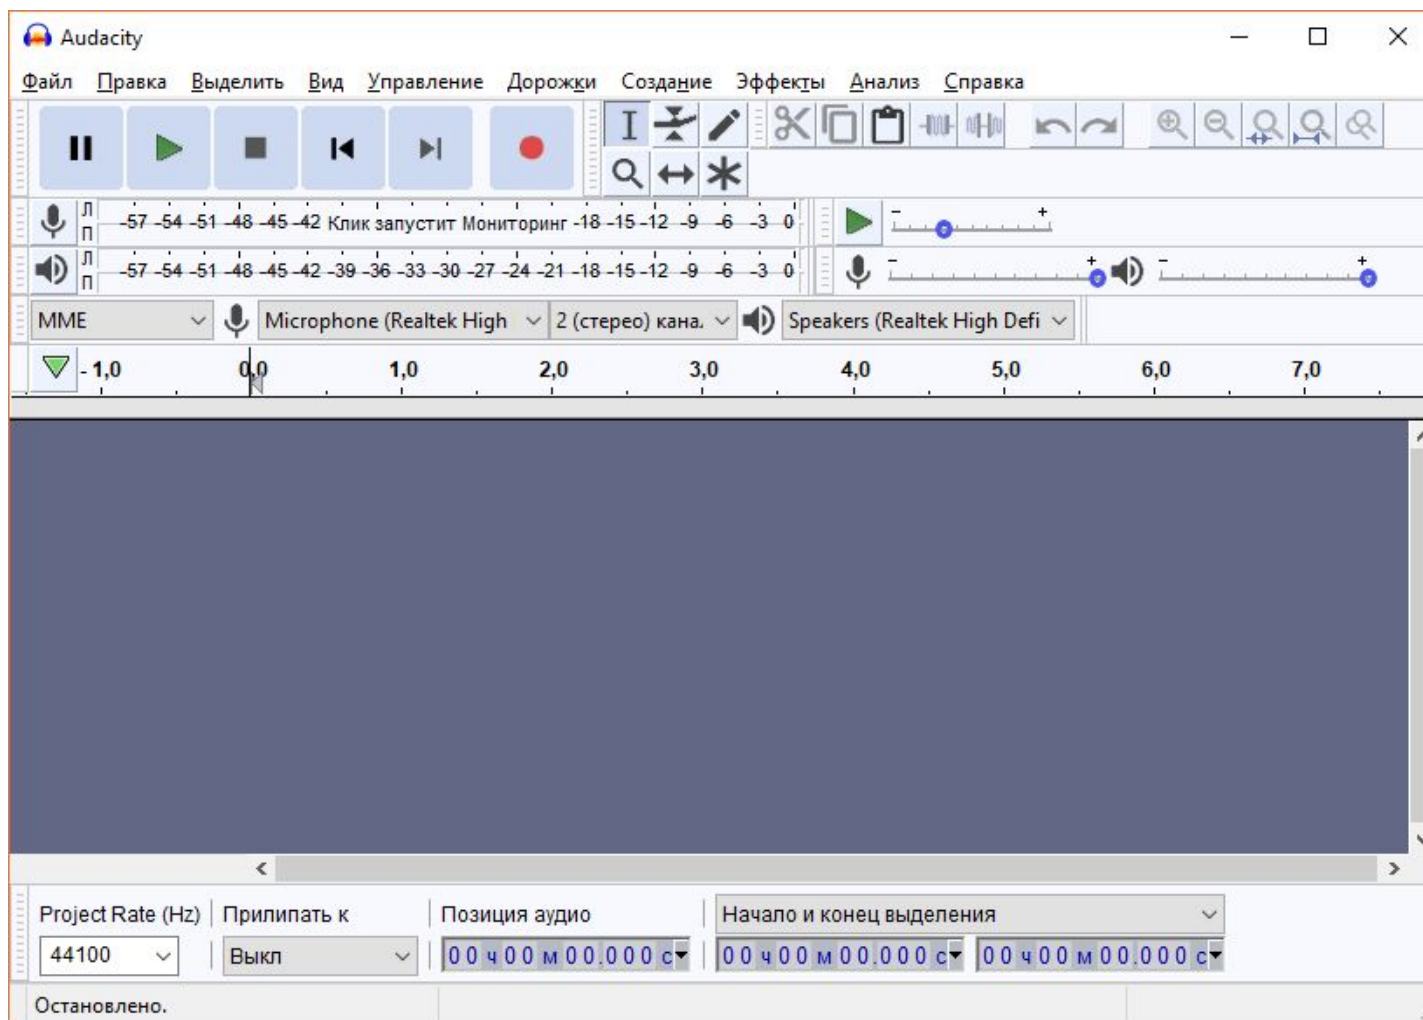 Audacity
Файл Правка Выделить Вид Управление Дорожки Создание Эффекты Анализ Справка
Л
П
-57 -54 -51 -48 -45 -42 Клик запустит Мониторинг -18 -15 -12 -9 -6 -3 0
- +
Л
П
-57 -54 -51 -48 -45 -42 -39 -36 -33 -30 -27 -24 -21 -18 -15 -12 -9 -6 -3 0
- + - +
MME Microphone (Realtek High 2 (стерео) кана. Speakers (Realtek High Defi
- 1,0 0,0 1,0 2,0 3,0 4,0 5,0 6,0 7,0
Project Rate (Hz) Прилипать к Позиция аудио Начало и конец выделения
44100 Выкл 00 ч 00 м 00.000 с 00 ч 00 м 00.000 с 00 ч 00 м 00.000 с
Остановлено.